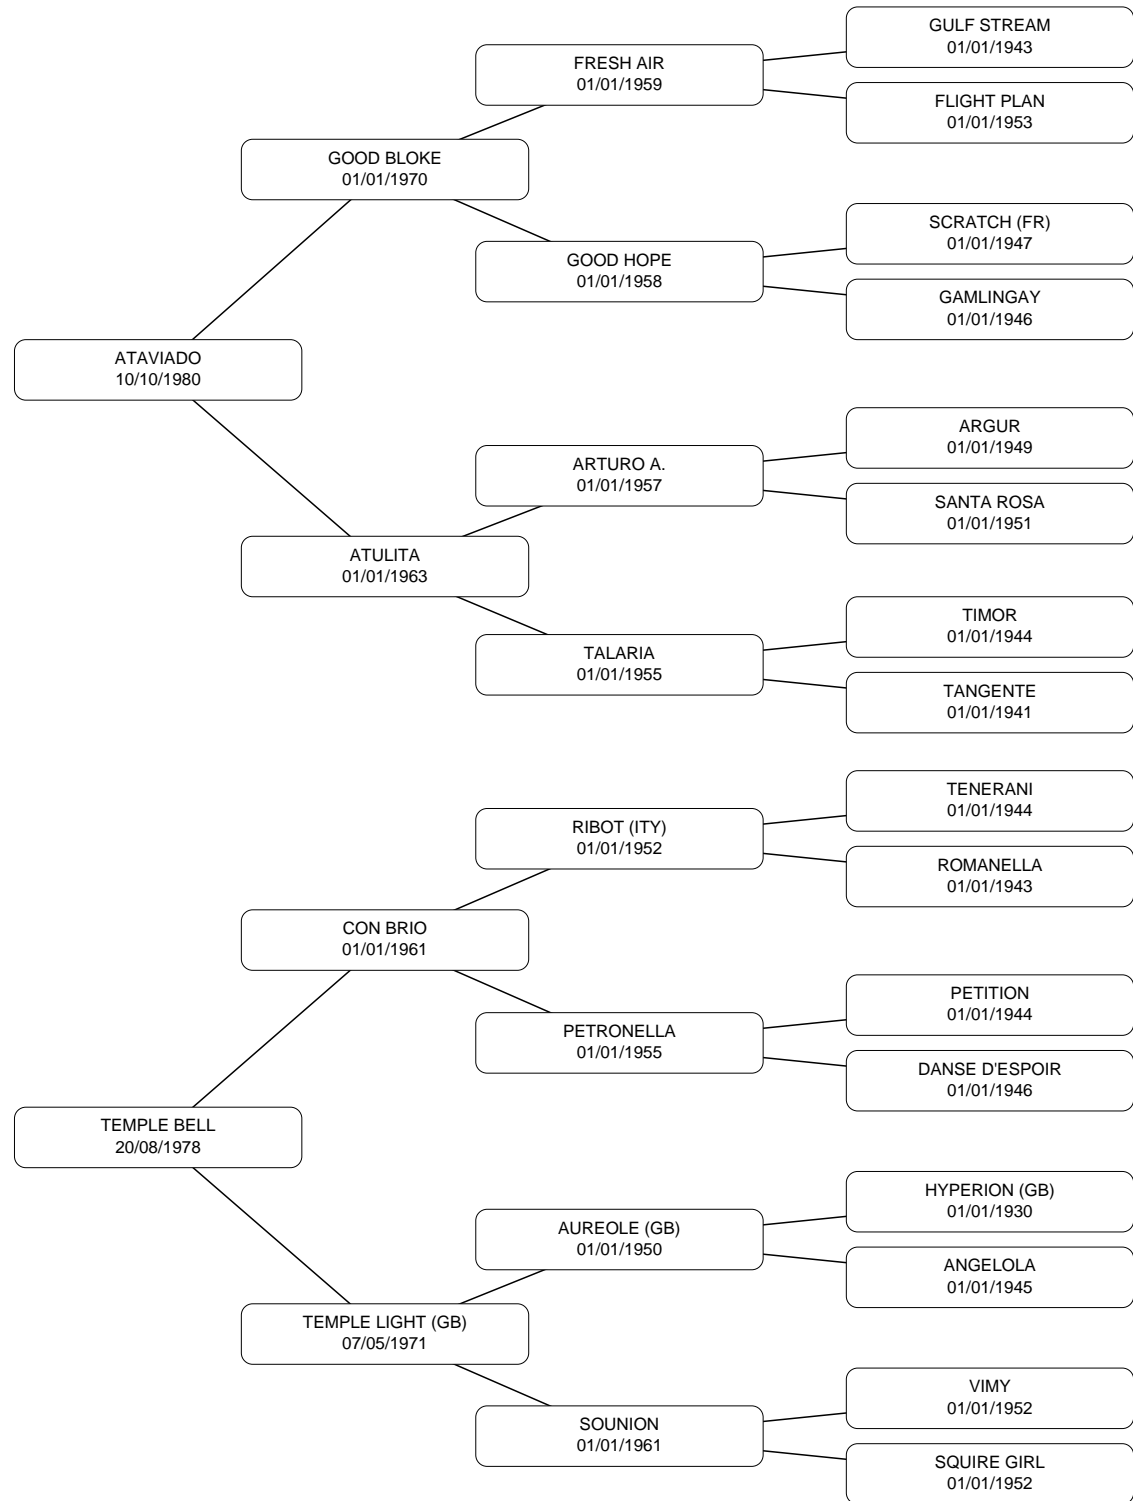 GULF STREAM
01/01/1943
FRESH AIR
01/01/1959
FLIGHT PLAN
01/01/1953
GOOD BLOKE
01/01/1970
SCRATCH (FR)
01/01/1947
GOOD HOPE
01/01/1958
GAMLINGAY
01/01/1946
ATAVIADO
10/10/1980
ARGUR
01/01/1949
ARTURO A.
01/01/1957
SANTA ROSA
01/01/1951
ATULITA
01/01/1963
TIMOR
01/01/1944
TALARIA
01/01/1955
TANGENTE
01/01/1941
TENERANI
01/01/1944
RIBOT (ITY)
01/01/1952
ROMANELLA
01/01/1943
CON BRIO
01/01/1961
PETITION
01/01/1944
PETRONELLA
01/01/1955
DANSE D'ESPOIR
01/01/1946
TEMPLE BELL
20/08/1978
HYPERION (GB)
01/01/1930
AUREOLE (GB)
01/01/1950
ANGELOLA
01/01/1945
TEMPLE LIGHT (GB)
07/05/1971
VIMY
01/01/1952
SOUNION
01/01/1961
SQUIRE GIRL
01/01/1952